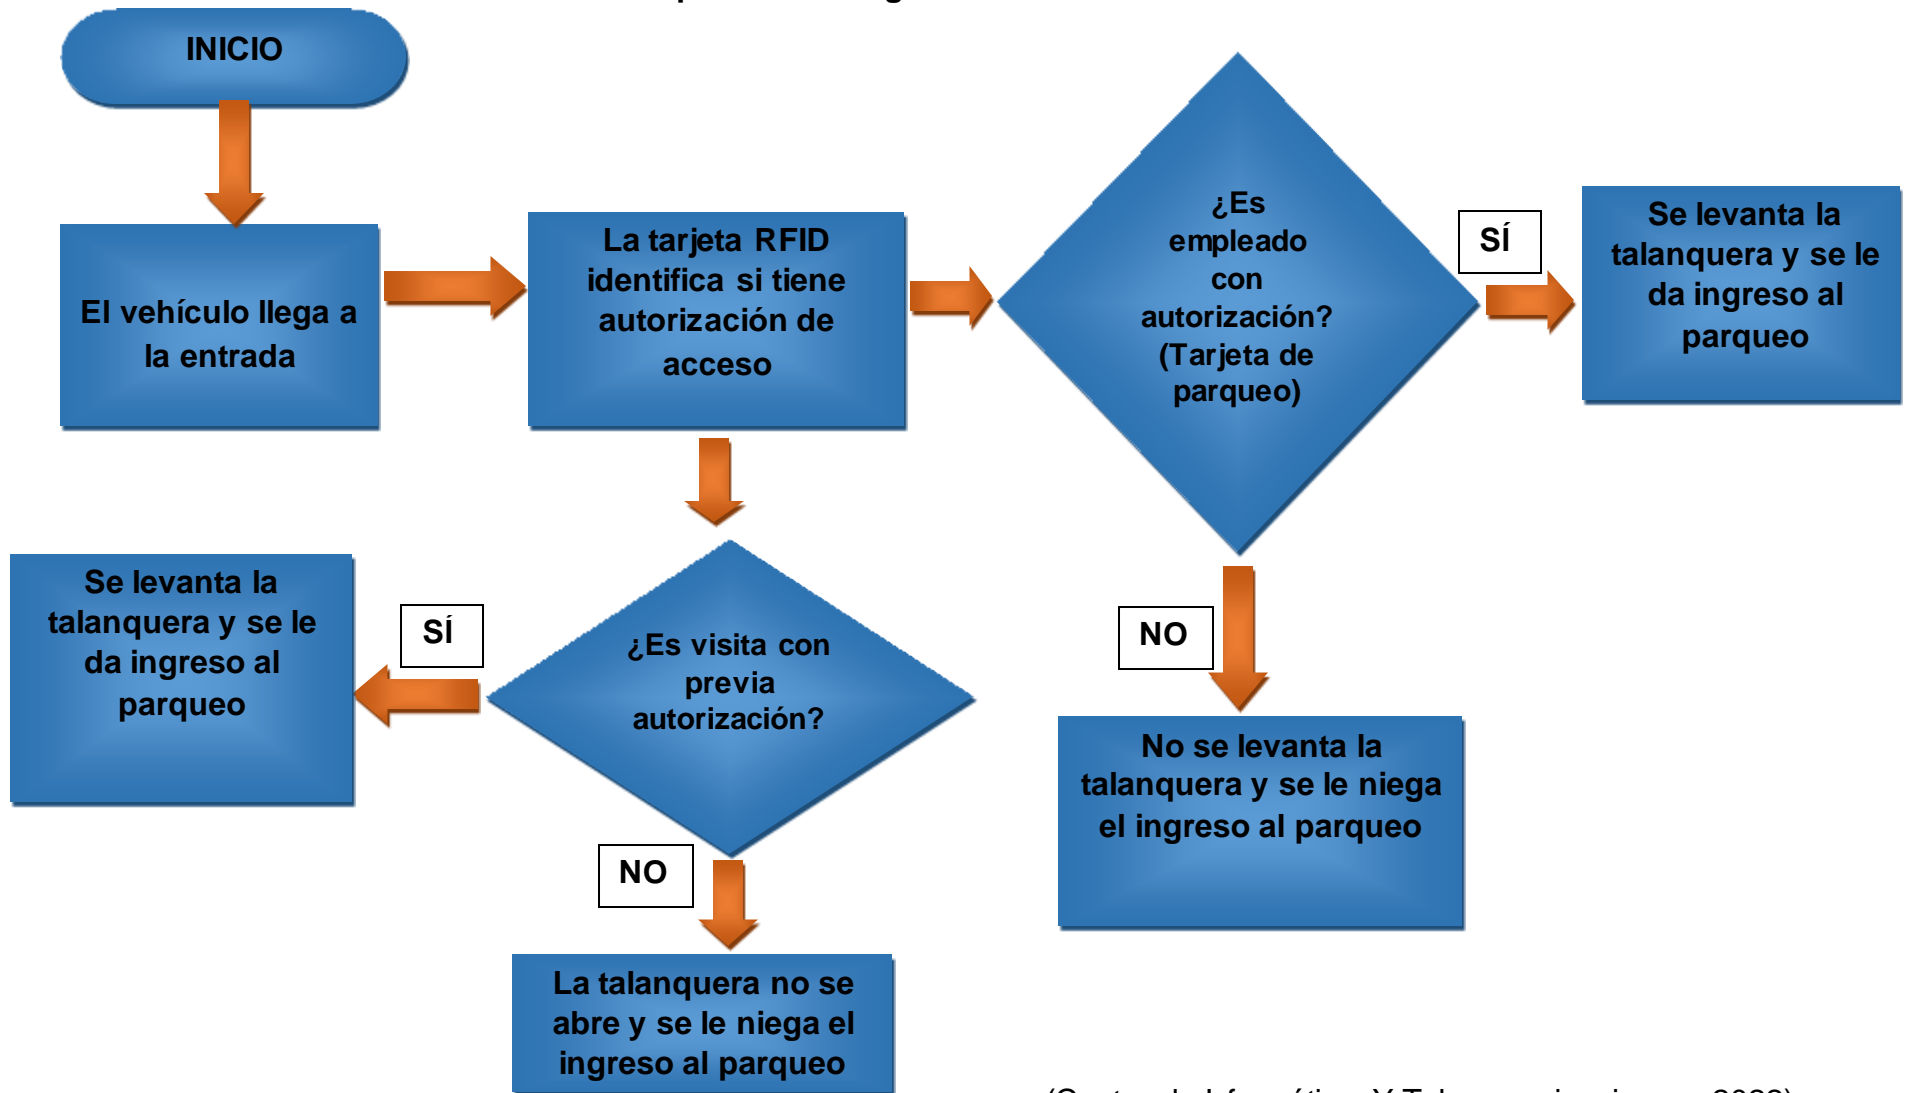 INICIO
El vehículo llega a
la entrada
La tarjeta RFID
identifica si tiene
autorización de
acceso
¿Es
empleado
con
autorización?
(Tarjeta de
parqueo)
SÍ
Se levanta la
talanquera y se le
da ingreso al
parqueo
NO
No se levanta la
talanquera y se le niega
el ingreso al parqueo
¿Es visita con
previa
autorización?
SÍ
Se levanta la
talanquera y se le
da ingreso al
parqueo
NO
La talanquera no se
abre y se le niega el
ingreso al parqueo